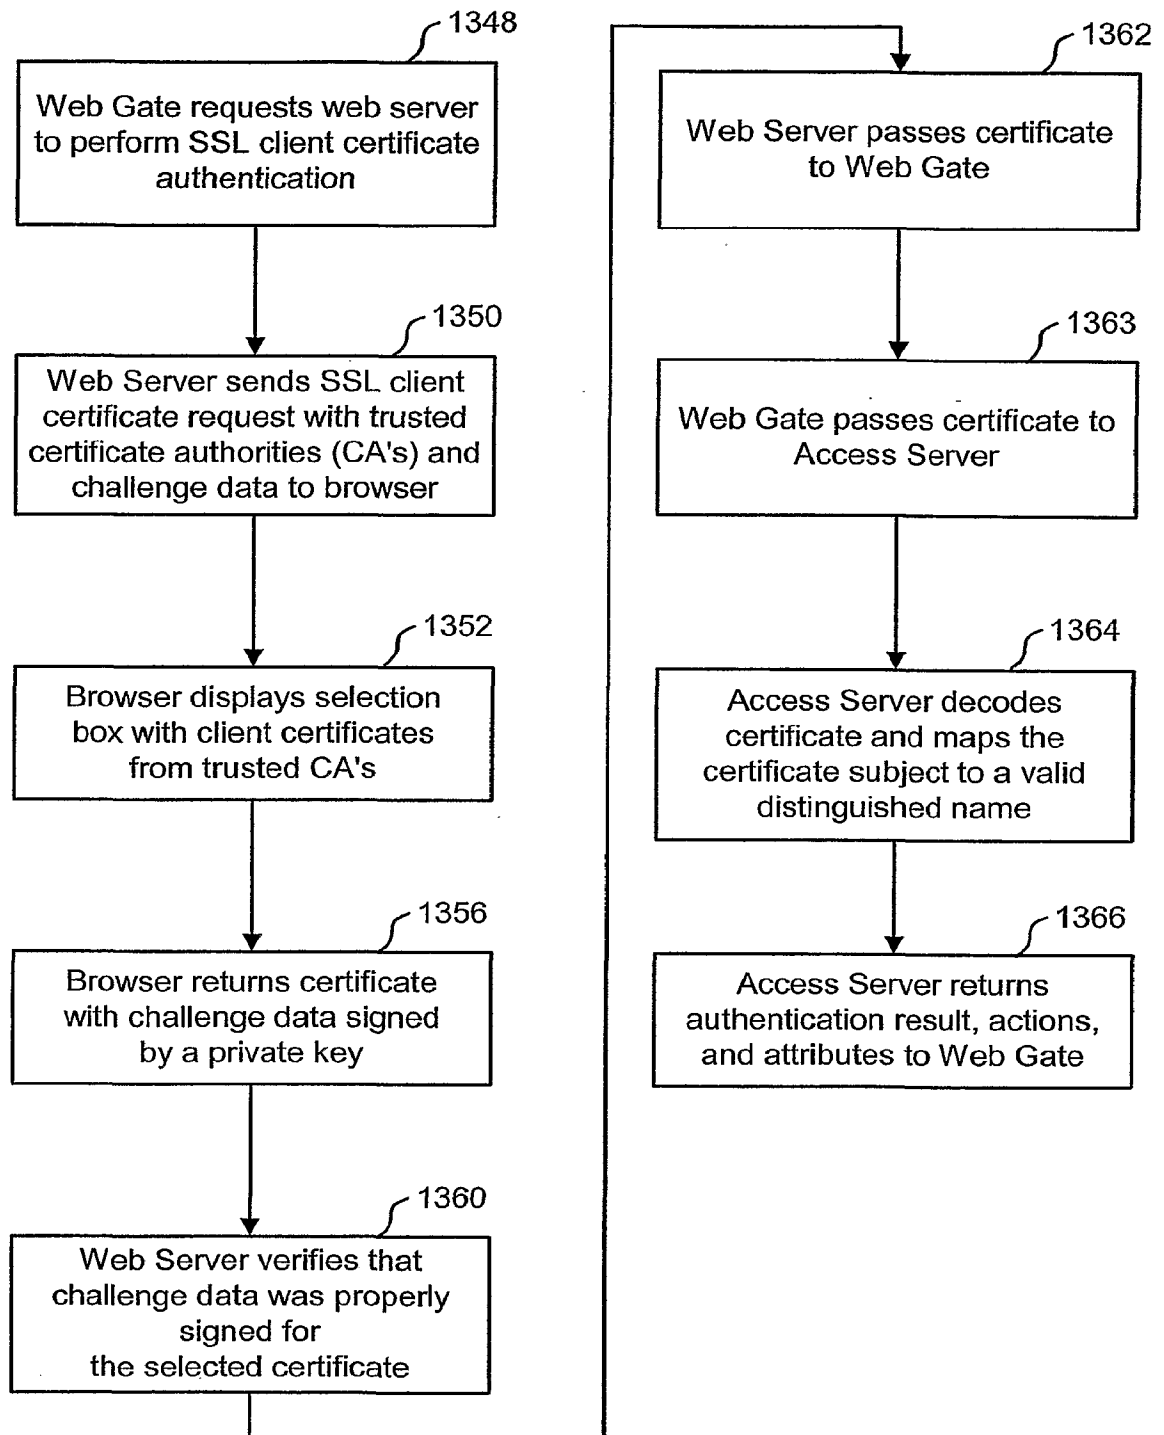 1348
Web Gate requests web server
to perform SSL client certificate
authentication
1350
Web Server sends SSL client
certificate request with trusted
certificate authorities (CA's) and
challenge data to browser
1352
Browser displays selection
box with client certificates
from trusted CA's
1356
Browser returns certificate
with challenge data signed
by a private key
1360
Web Server verifies that
challenge data was properly
signed for
the selected certificate
1362
Web Server passes certificate
to Web Gate
1363
Web Gate passes certificate to
Access Server
1364
Access Server decodes
certificate and maps the
certificate subject to a valid
distinguished name
1366
Access Server returns
authentication result, actions,
and attributes to Web Gate